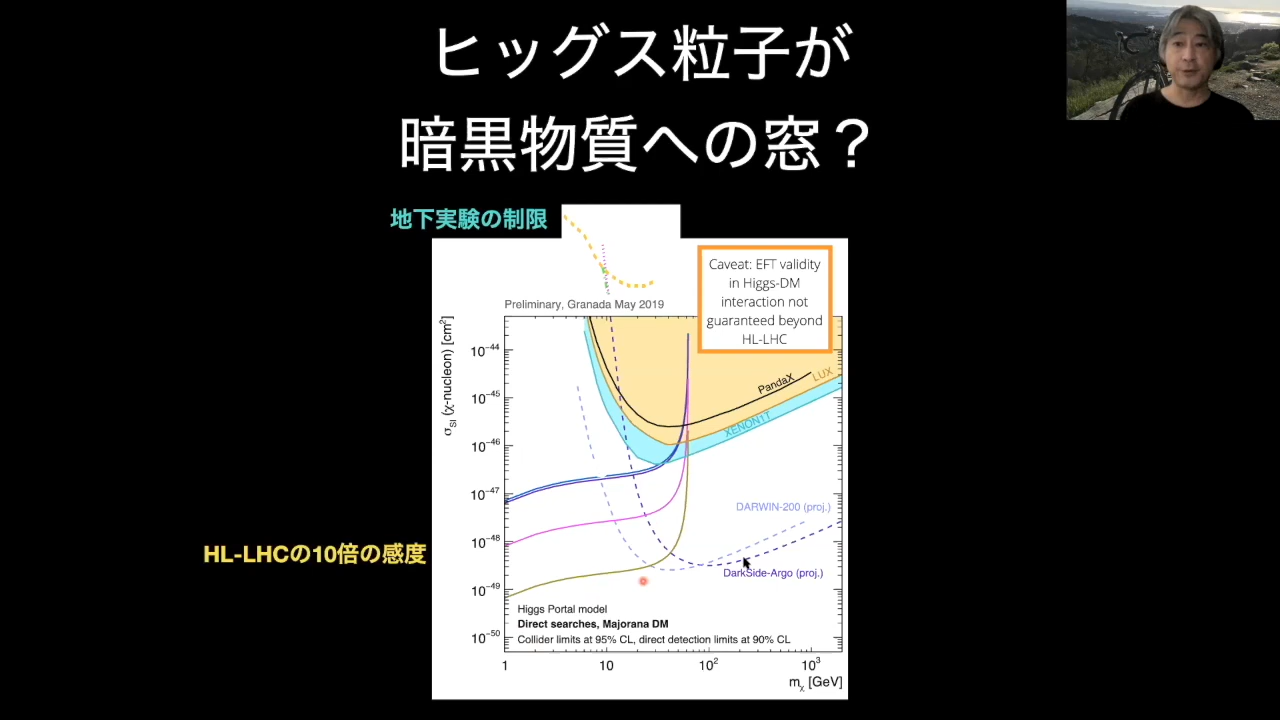 ヒッグス粒子が
暗黒物質への窓？
地下実験の制限
Caveat: EFT validity
in Higgs-DM
interaction not
guaranteed beyond
HL-LHC
Preliminary, Granada May 2019
σSI (χ-nucleon) [cm²]
10⁻⁴⁴
10⁻⁴⁵
10⁻⁴⁶
10⁻⁴⁷
10⁻⁴⁸
10⁻⁴⁹
10⁻⁵⁰
PandaX
LUX
XENON1T
DARWIN-200 (proj.)
DarkSide-Argo (proj.)
HL-LHCの10倍の感度
Higgs Portal model
Direct searches, Majorana DM
Collider limits at 95% CL, direct detection limits at 90% CL
1 10 10² 10³
mχ [GeV]